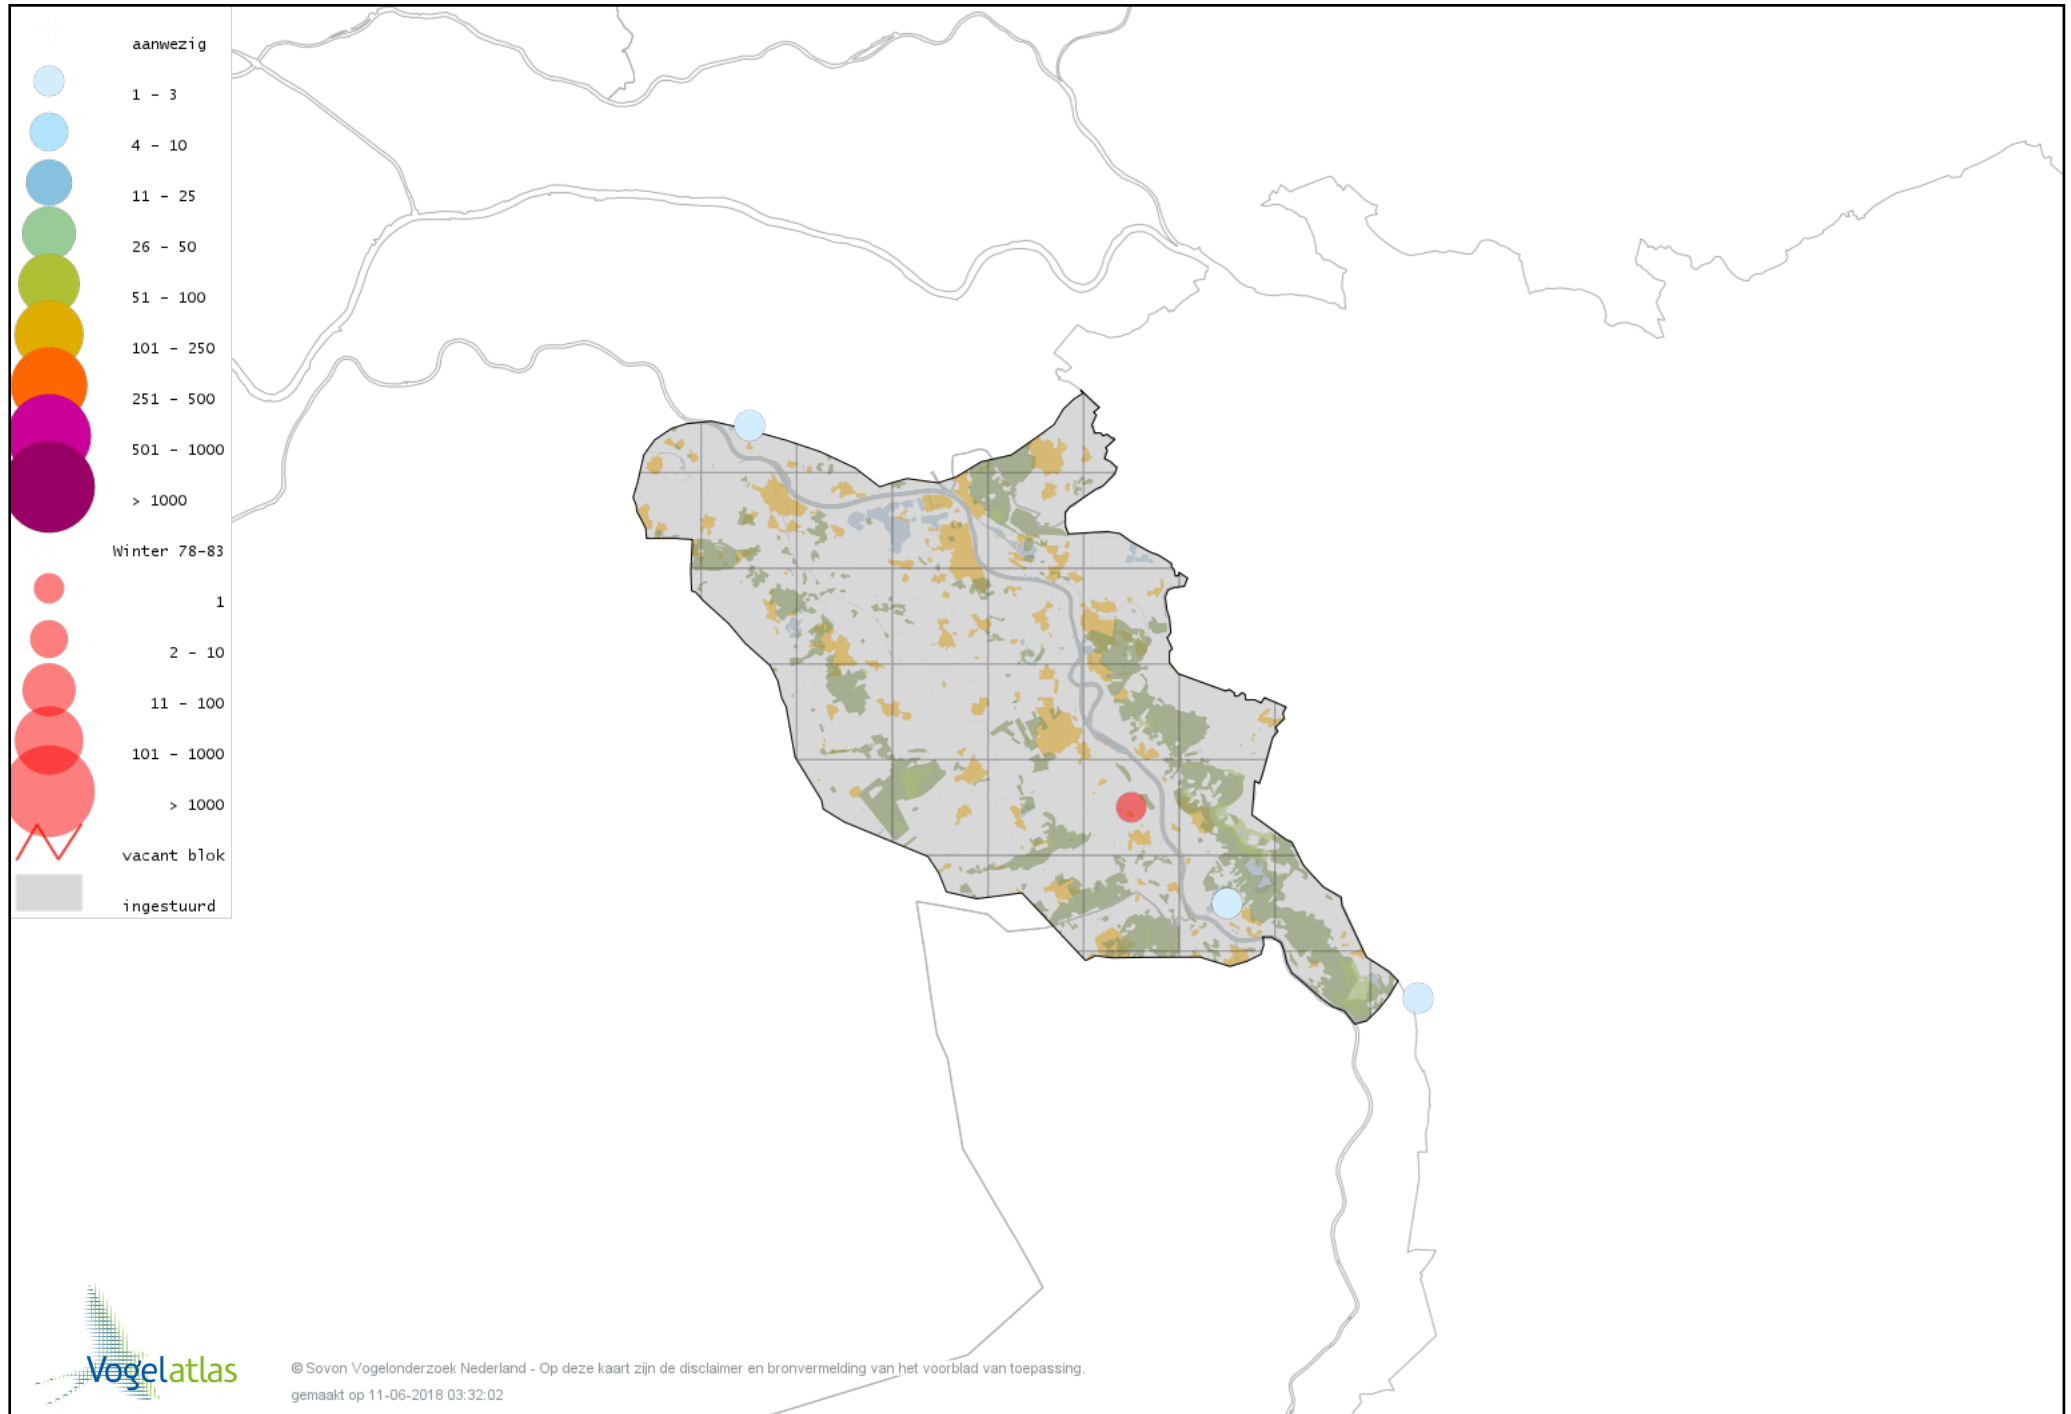 aanwezig
1 - 3
4 - 10
11 - 25
26 - 50
51 - 100
101 - 250
251 - 500
501 - 1000
> 1000
Winter 78-83
1
2 - 10
11 - 100
101 - 1000
> 1000
vacant blok
ingestuurd
Vogelatlas
© Sovon Vogelonderzoek Nederland - Op deze kaart zijn de disclaimer en bronvermelding van het voorblad van toepassing.
gemaakt op 11-06-2018 03:32:02